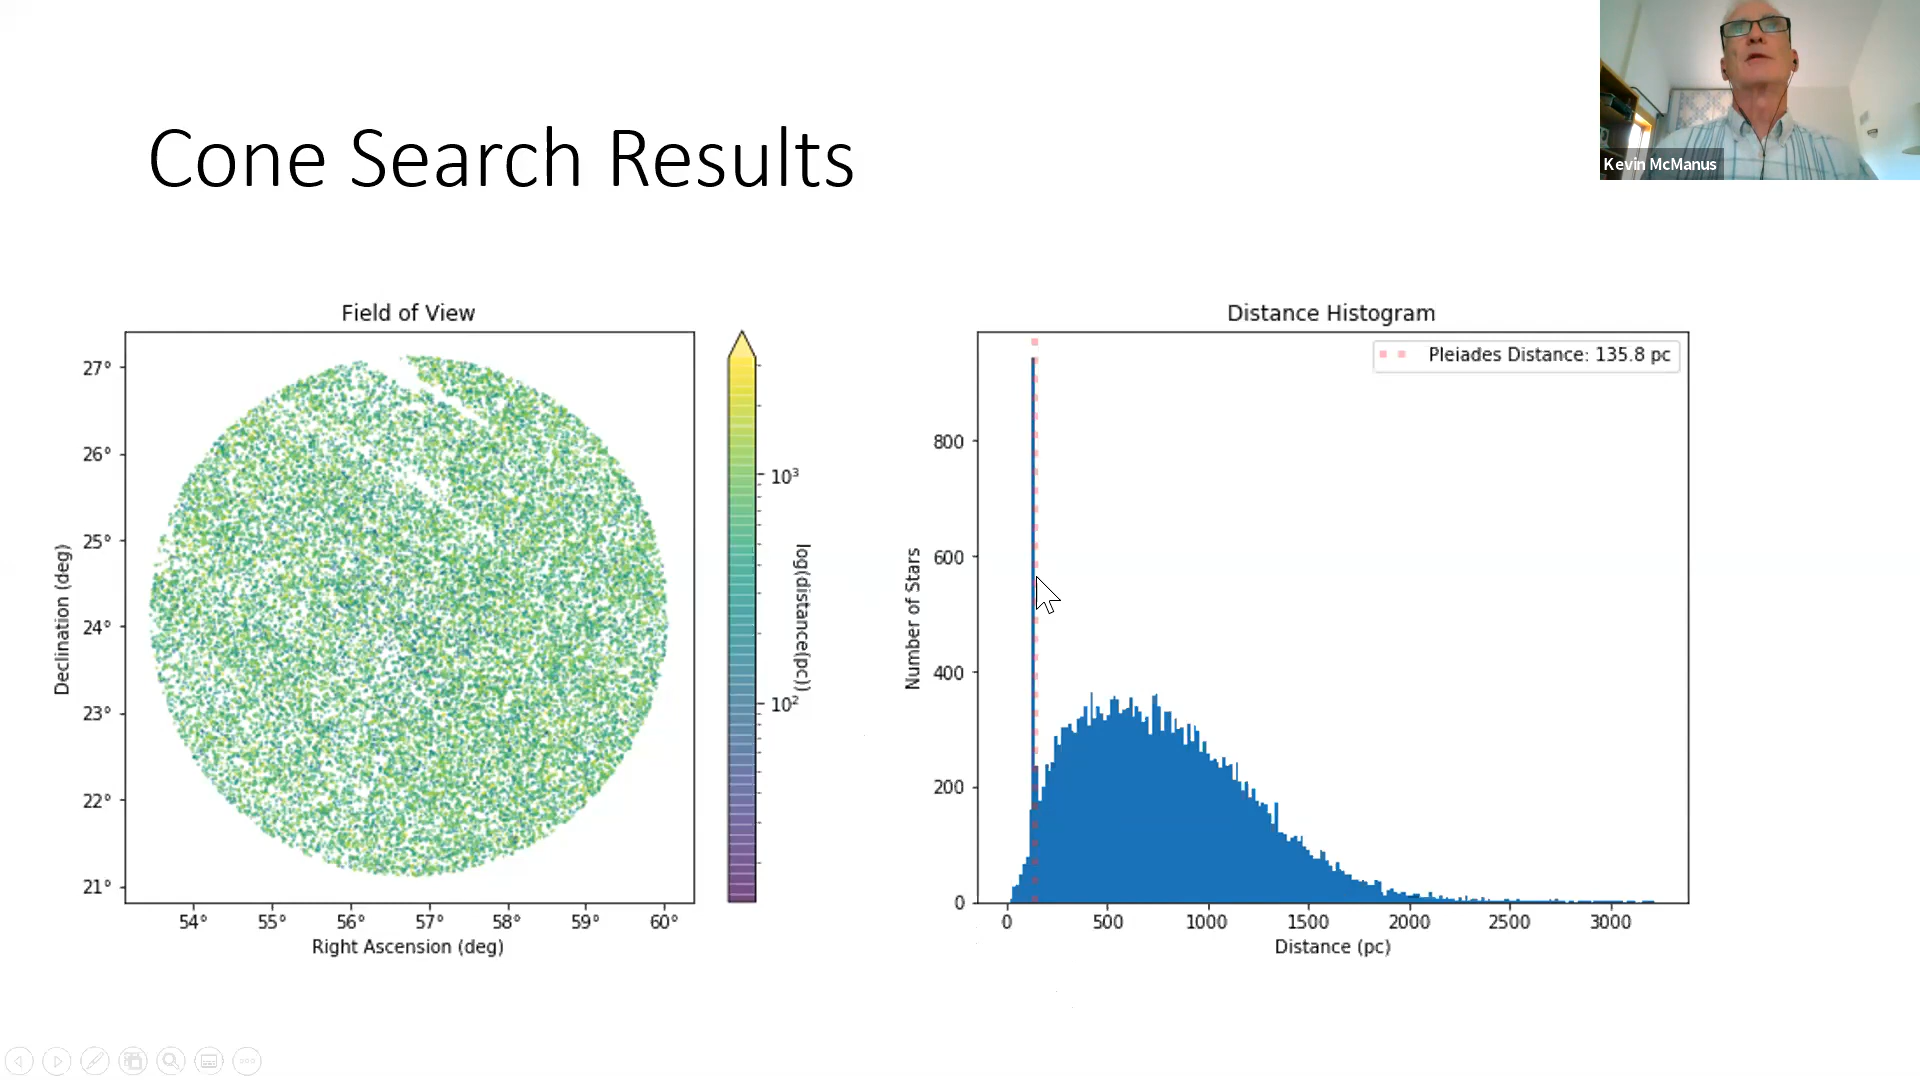 Kevin McManus
Cone Search Results
Field of View
27°
26°
25°
24°
23°
22°
21°
Declination (deg)
54° 55° 56° 57° 58° 59° 60°
Right Ascension (deg)
10³
10²
log(distance(pc))
Distance Histogram
Pleiades Distance: 135.8 pc
800
600
400
200
0
Number of Stars
0 500 1000 1500 2000 2500 3000
Distance (pc)